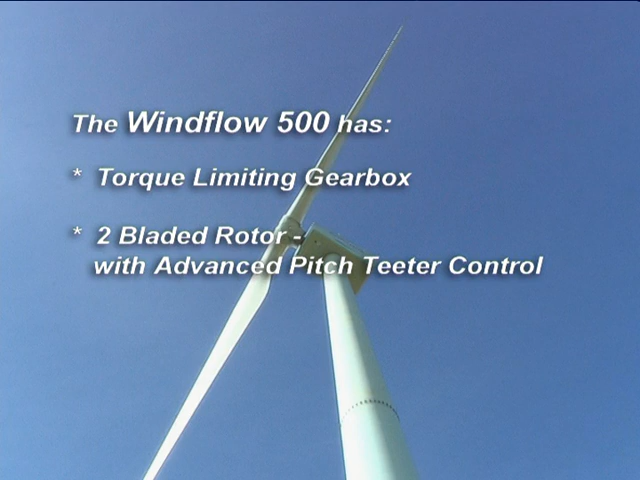 The Windflow 500 has:
* Torque Limiting Gearbox
* 2 Bladed Rotor -
with Advanced Pitch Teeter Control